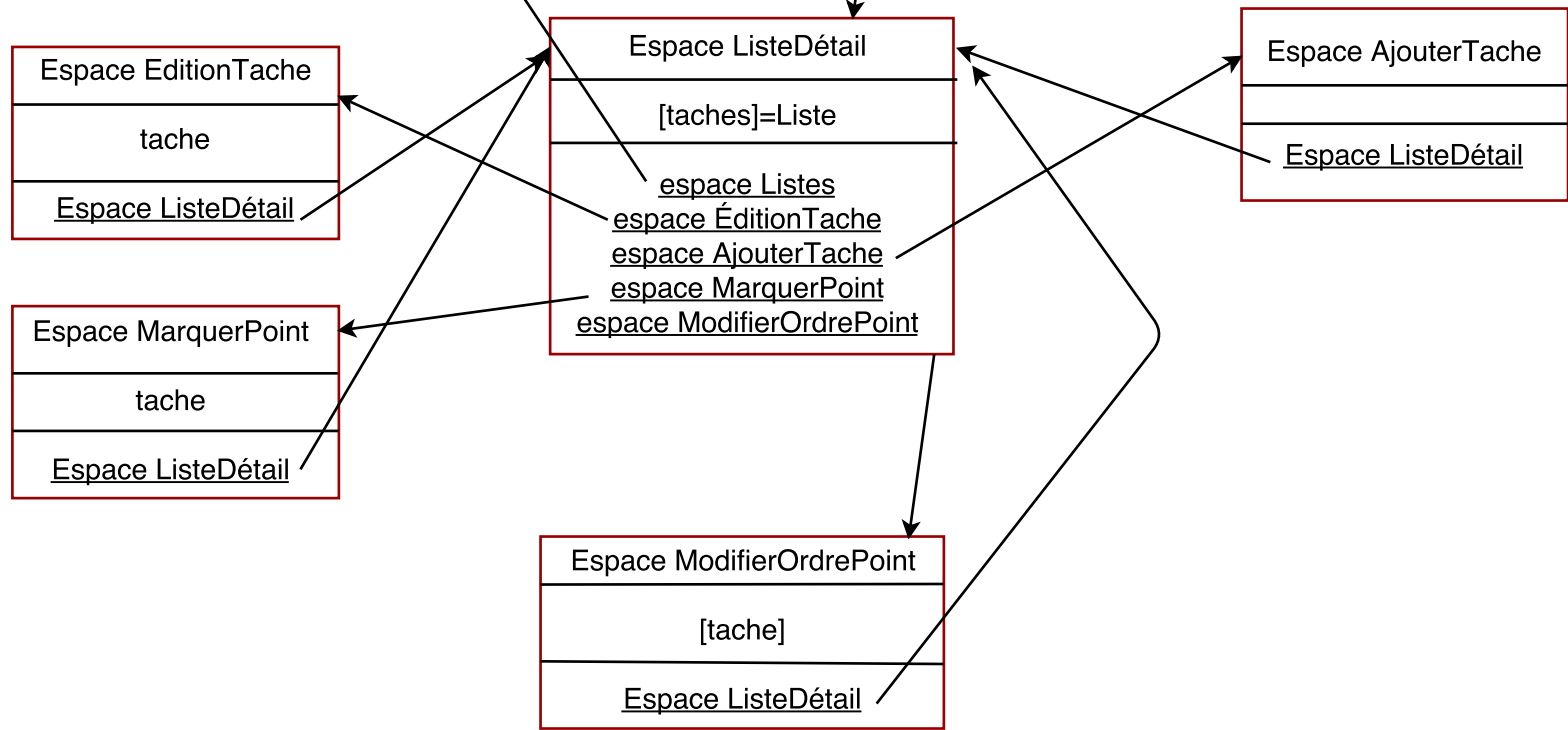 Espace EditionTache
tache
Espace ListeDétail
Espace MarquerPoint
tache
Espace ListeDétail
Espace ListeDétail
[taches]=Liste
espace Listes
espace ÉditionTache
espace AjouterTache
espace MarquerPoint
espace ModifierOrdrePoint
Espace AjouterTache
Espace ListeDétail
Espace ModifierOrdrePoint
[tache]
Espace ListeDétail